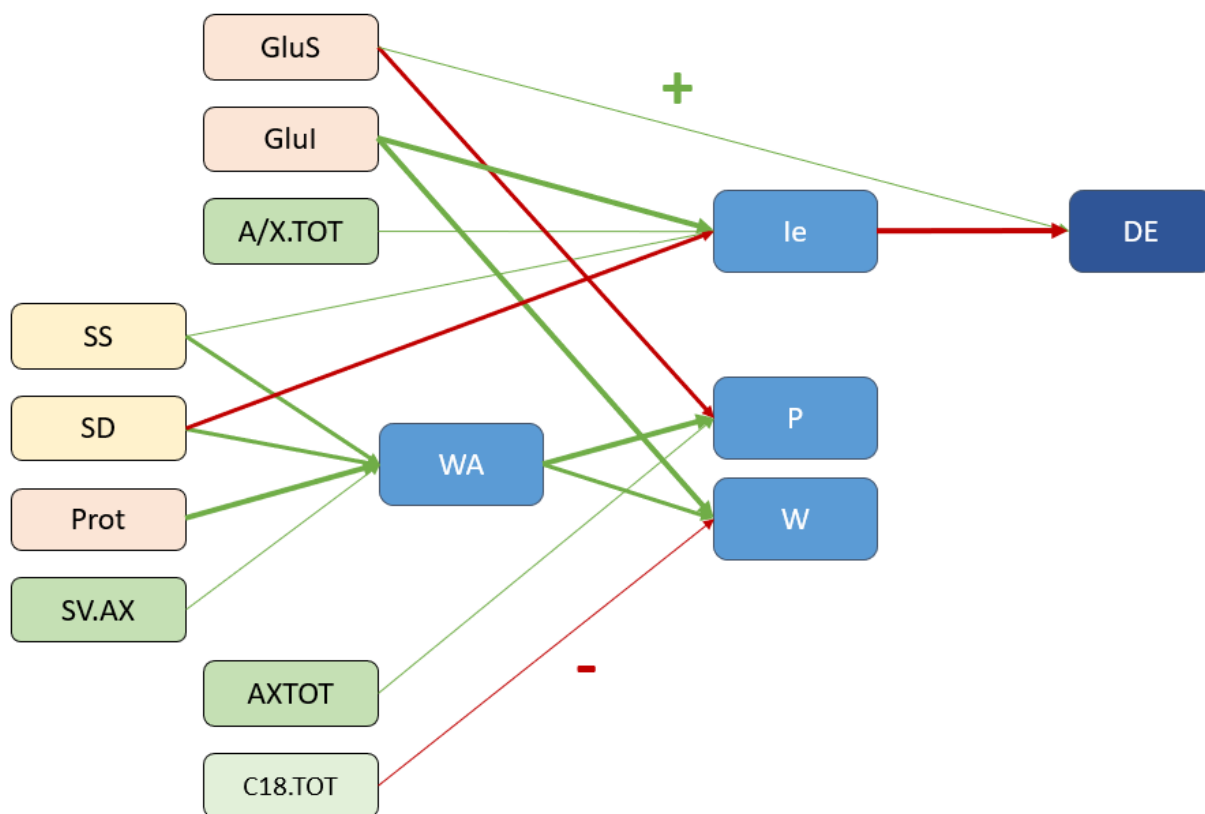 GluS
+
GluI
A/X.TOT
Ie
DE
SS
SD
P
WA
Prot
W
SV.AX
-
AXTOT
C18.TOT